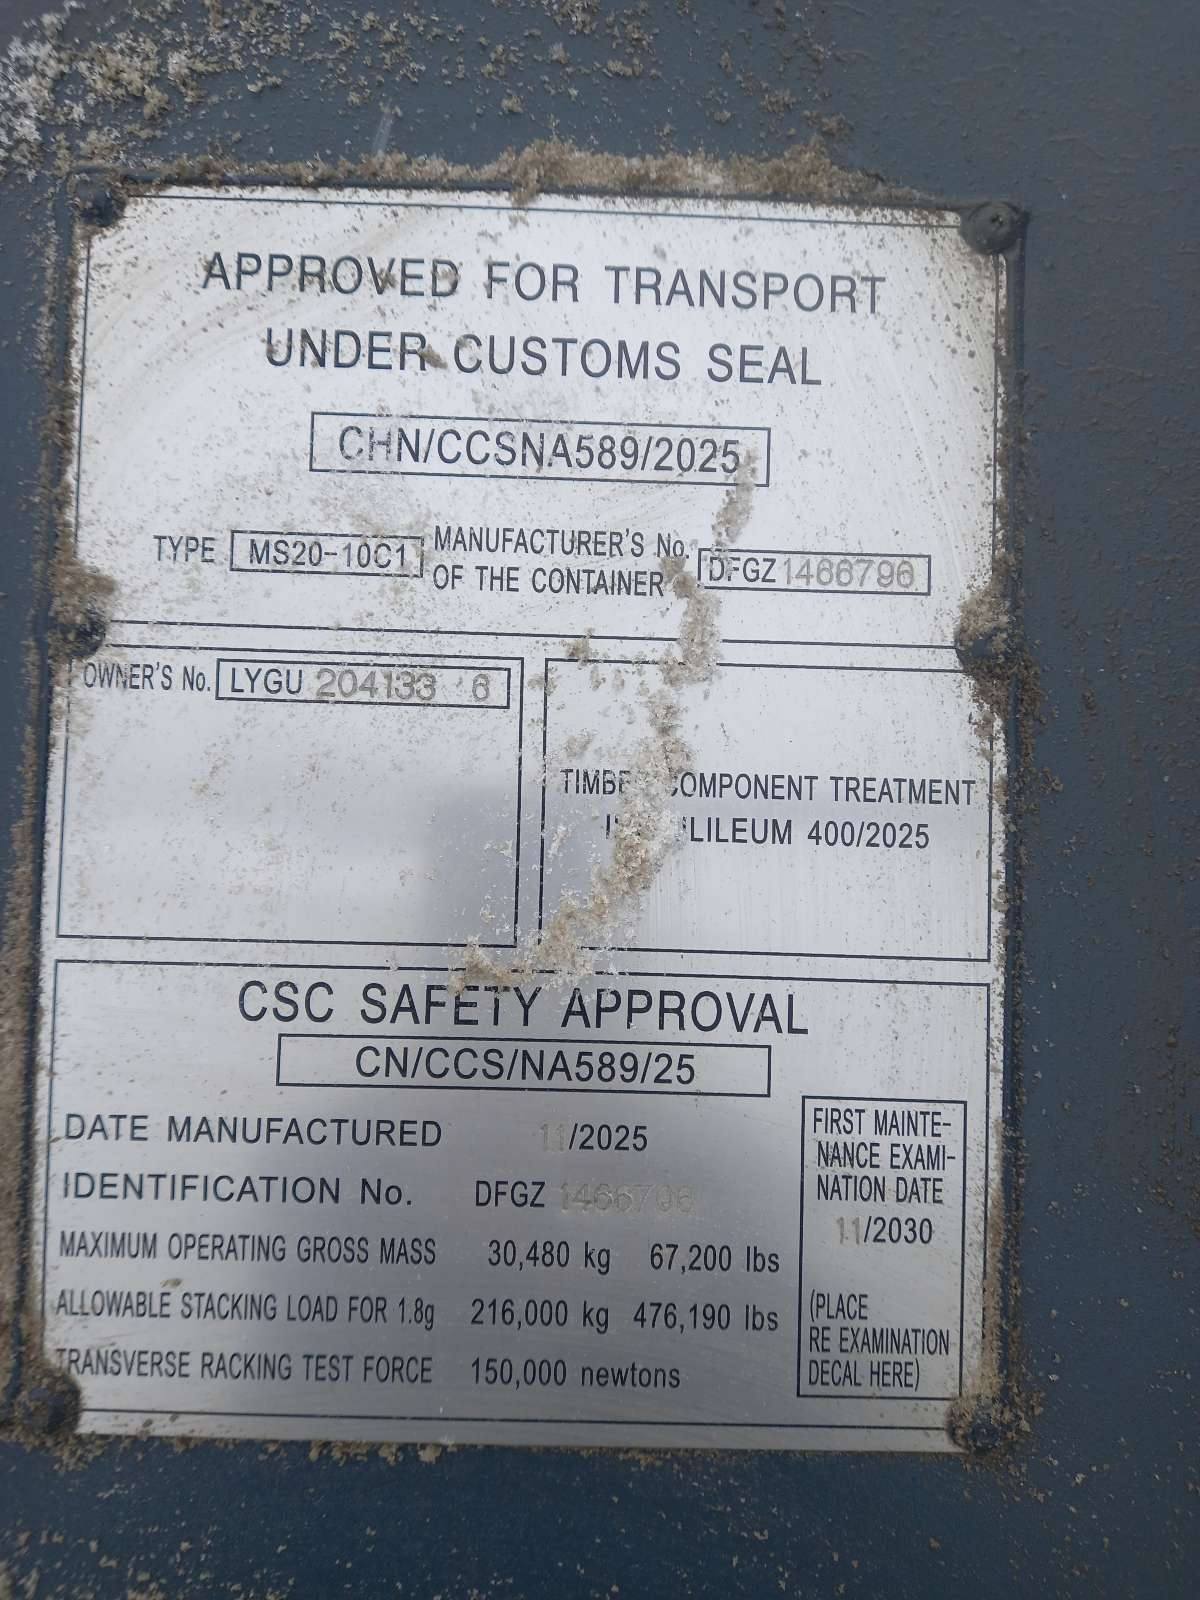 APPROVED FOR TRANSPORT
UNDER CUSTOMS SEAL
CHN/CCSNA589/2025
TYPE MS20-10C1 MANUFACTURER'S No. OF THE CONTAINER DFGZ 1466796
OWNER'S No. LYGU 204133 6
COMPONENT TREATMENT
400/2025
CSC SAFETY APPROVAL
CN/CCS/NA589/25
DATE MANUFACTURED 11/2025
IDENTIFICATION No. DFGZ 1466796
MAXIMUM OPERATING GROSS MASS 30,480 kg 67,200 lbs
ALLOWABLE STACKING LOAD FOR 1.8g 216,000 kg 476,190 lbs
TRANSVERSE RACKING TEST FORCE 150,000 newtons
FIRST MAINTE-
NANCE EXAMI-
NATION DATE
11/2030
(PLACE
RE EXAMINATION
DECAL HERE)